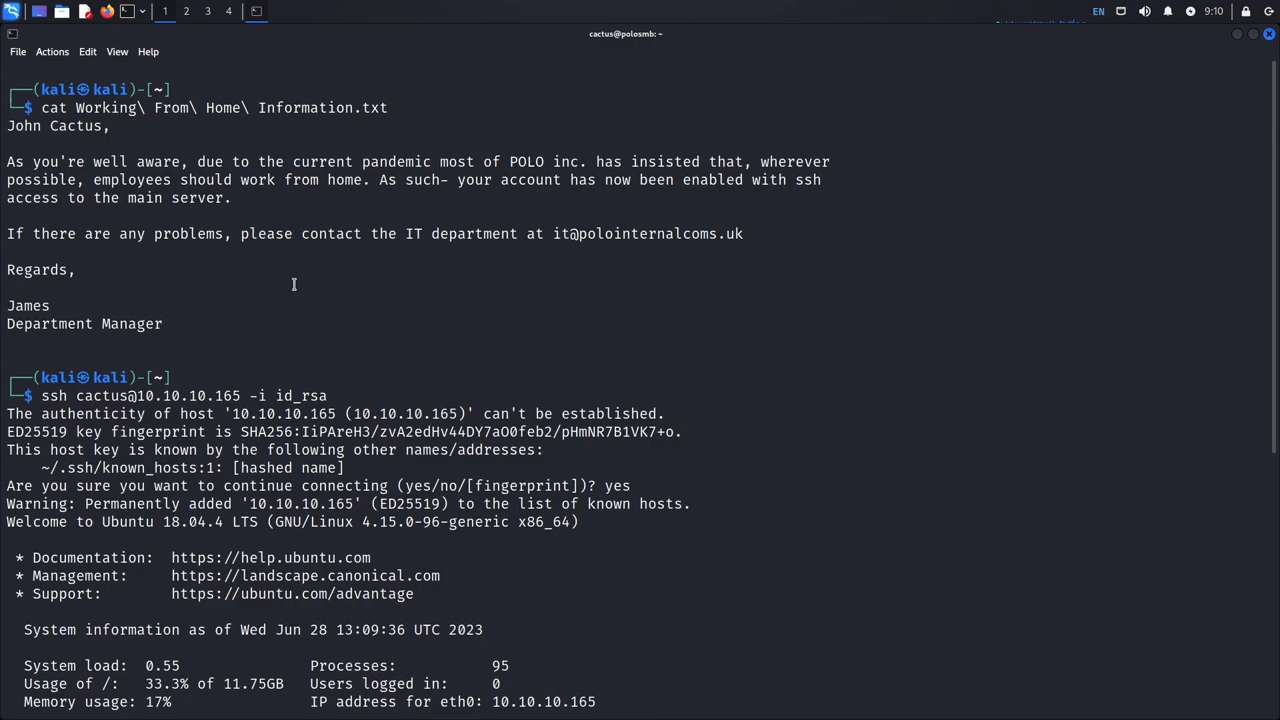 1 2 3 4 EN 9:10
cactus@polosmb: ~
File Actions Edit View Help
┌──(kali㉿kali)-[~]
└─$ cat Working\ From\ Home\ Information.txt
John Cactus,
As you're well aware, due to the current pandemic most of POLO inc. has insisted that, wherever
possible, employees should work from home. As such- your account has now been enabled with ssh
access to the main server.
If there are any problems, please contact the IT department at it@polointernalcoms.uk
Regards,
James
Department Manager
┌──(kali㉿kali)-[~]
└─$ ssh cactus@10.10.10.165 -i id_rsa
The authenticity of host '10.10.10.165 (10.10.10.165)' can't be established.
ED25519 key fingerprint is SHA256:IiPAreH3/zvA2edHv44DY7aO0feb2/pHmNR7B1VK7+o.
This host key is known by the following other names/addresses:
    ~/.ssh/known_hosts:1: [hashed name]
Are you sure you want to continue connecting (yes/no/[fingerprint])? yes
Warning: Permanently added '10.10.10.165' (ED25519) to the list of known hosts.
Welcome to Ubuntu 18.04.4 LTS (GNU/Linux 4.15.0-96-generic x86_64)
 * Documentation:  https://help.ubuntu.com
 * Management:     https://landscape.canonical.com
 * Support:        https://ubuntu.com/advantage
  System information as of Wed Jun 28 13:09:36 UTC 2023
  System load:  0.55               Processes:           95
  Usage of /:   33.3% of 11.75GB   Users logged in:     0
  Memory usage: 17%                IP address for eth0: 10.10.10.165